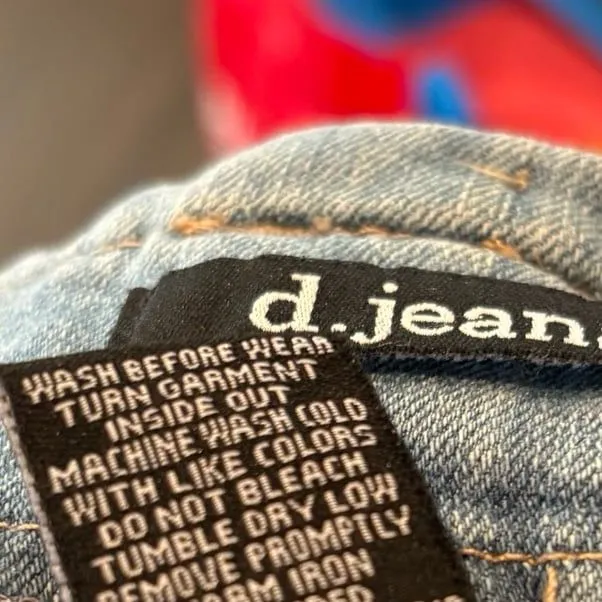 d.jean
WASH BEFORE WEAR
TURN GARMENT
INSIDE OUT
MACHINE WASH COLD
WITH LIKE COLORS
DO NOT BLEACH
TUMBLE DRY LOW
REMOVE PROMPTLY
IRON